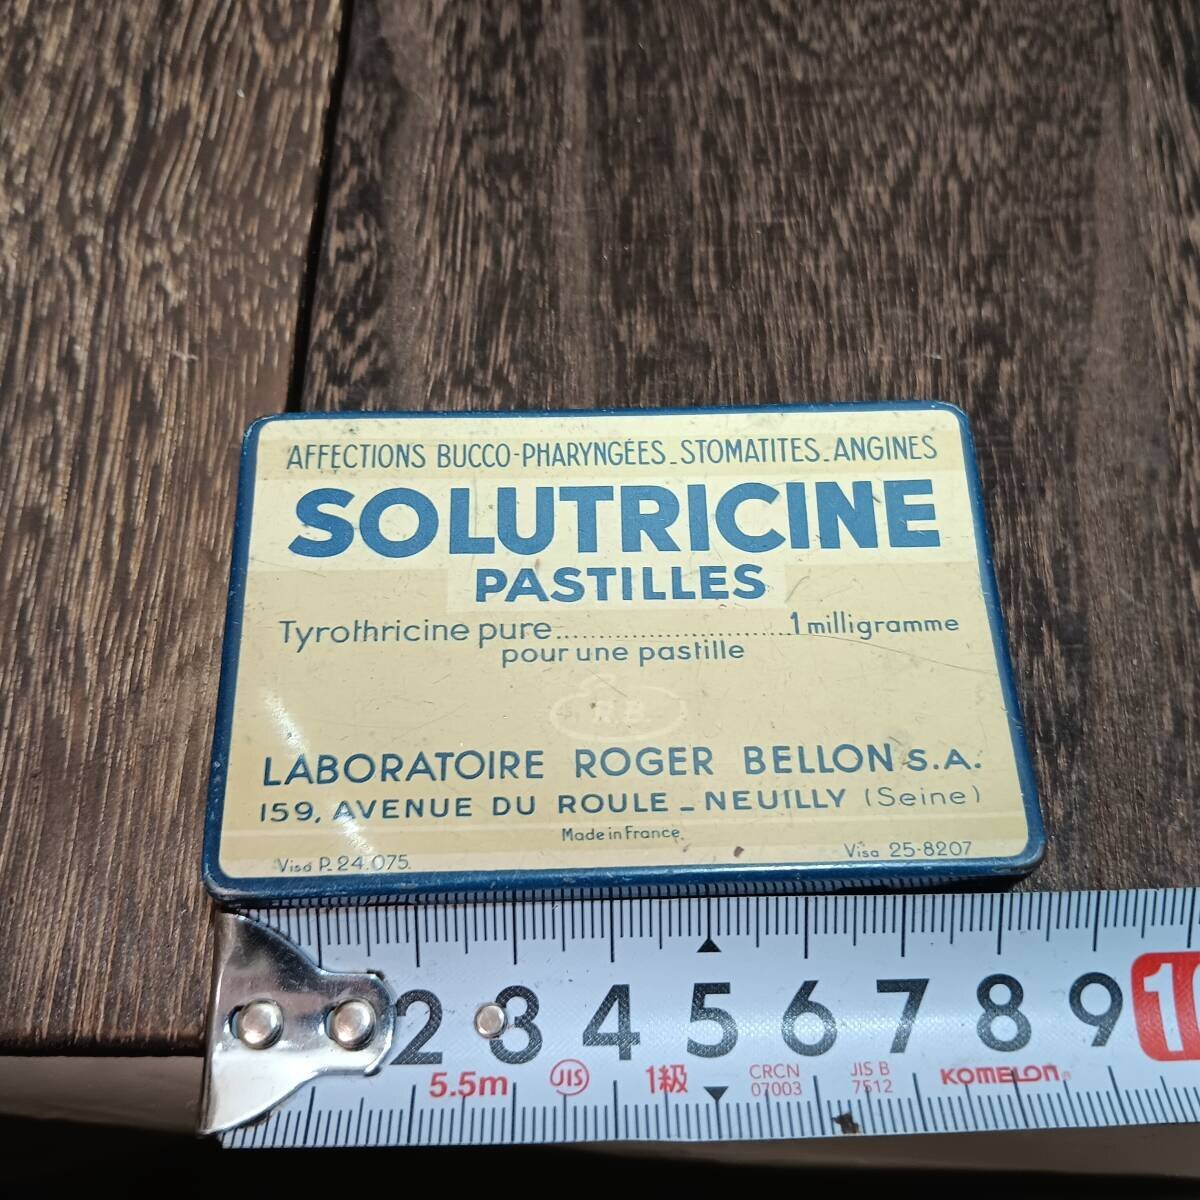 AFFECTIONS BUCCO-PHARYNGÉES_STOMATITES_ANGINES
SOLUTRICINE
PASTILLES
Tyrothricine pure..............................1 milligramme
pour une pastille
R.B.
LABORATOIRE ROGER BELLON S.A.
159, AVENUE DU ROULE _ NEUILLY (Seine)
Made in France.
Visa P. 24.075.
Visa 25-8207
2 3 4 5 6 7 8 9 10
5.5m JIS 1級 CRCN 07003 JIS B 7512 KOMELON®